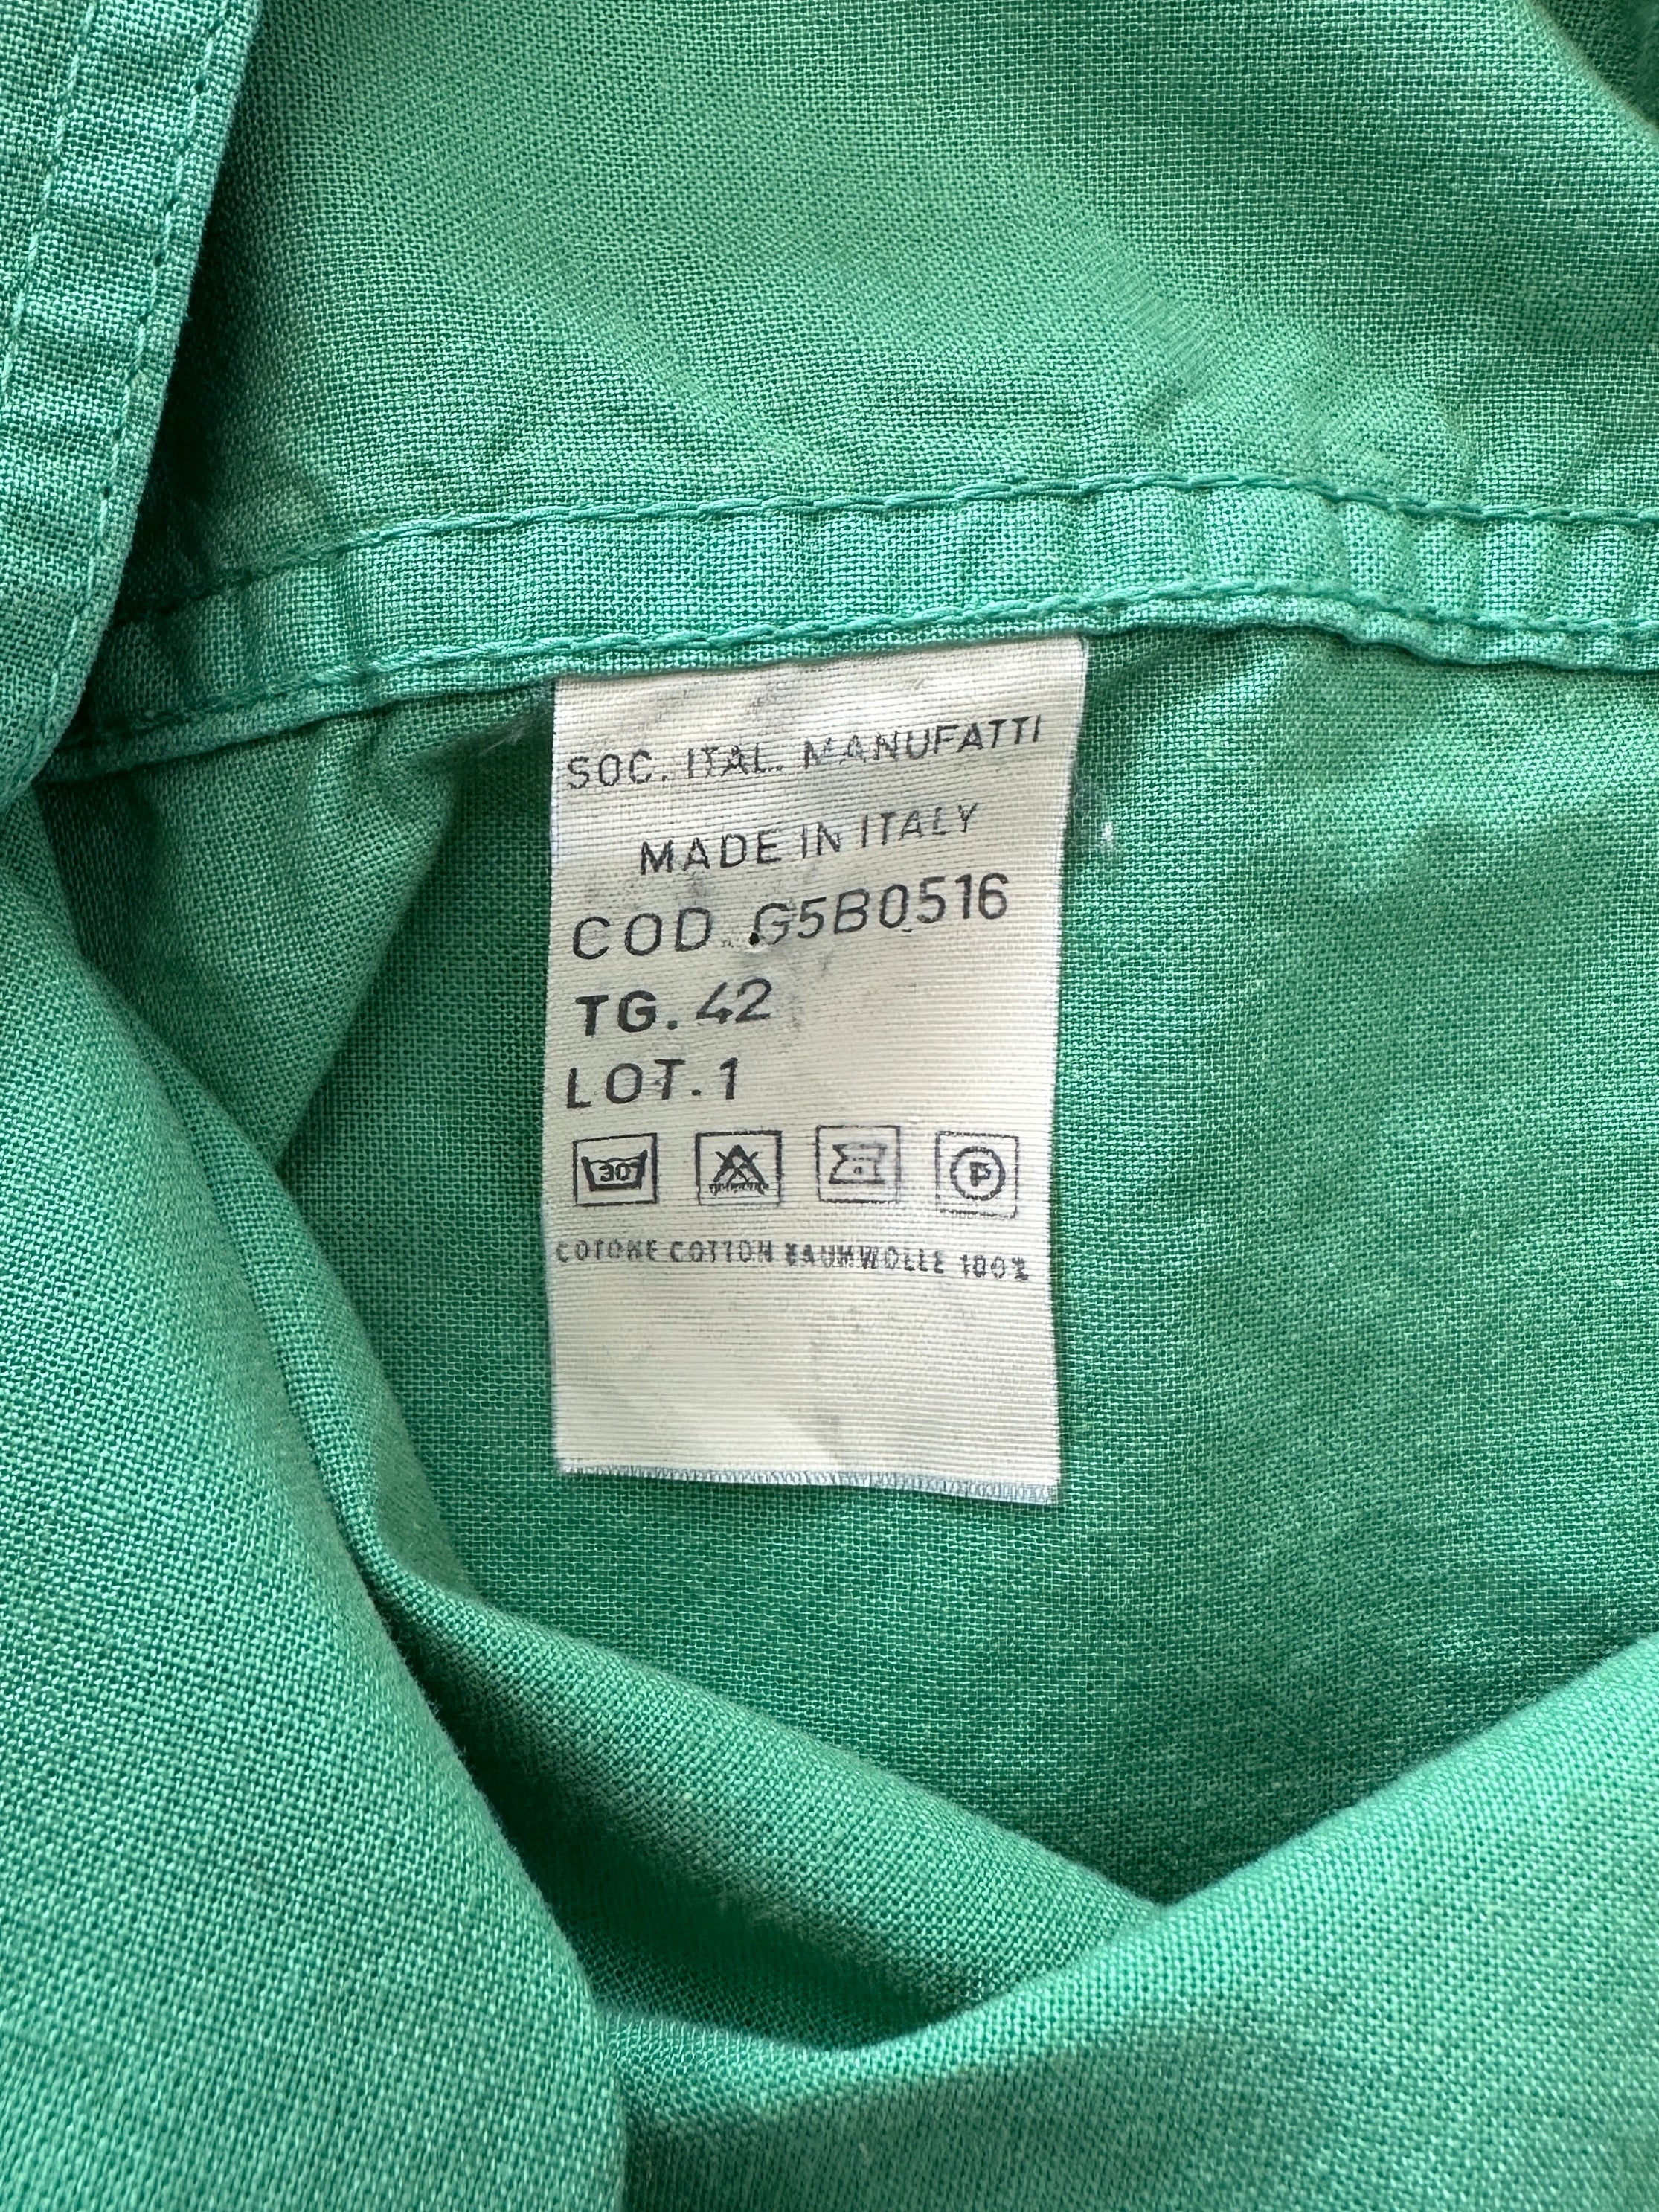 SOC. ITAL. MANUFATTI
MADE IN ITALY
COD. G5B0516
TG. 42
LOT. 1
30
P
COTONE COTTON BAUMWOLLE 100%